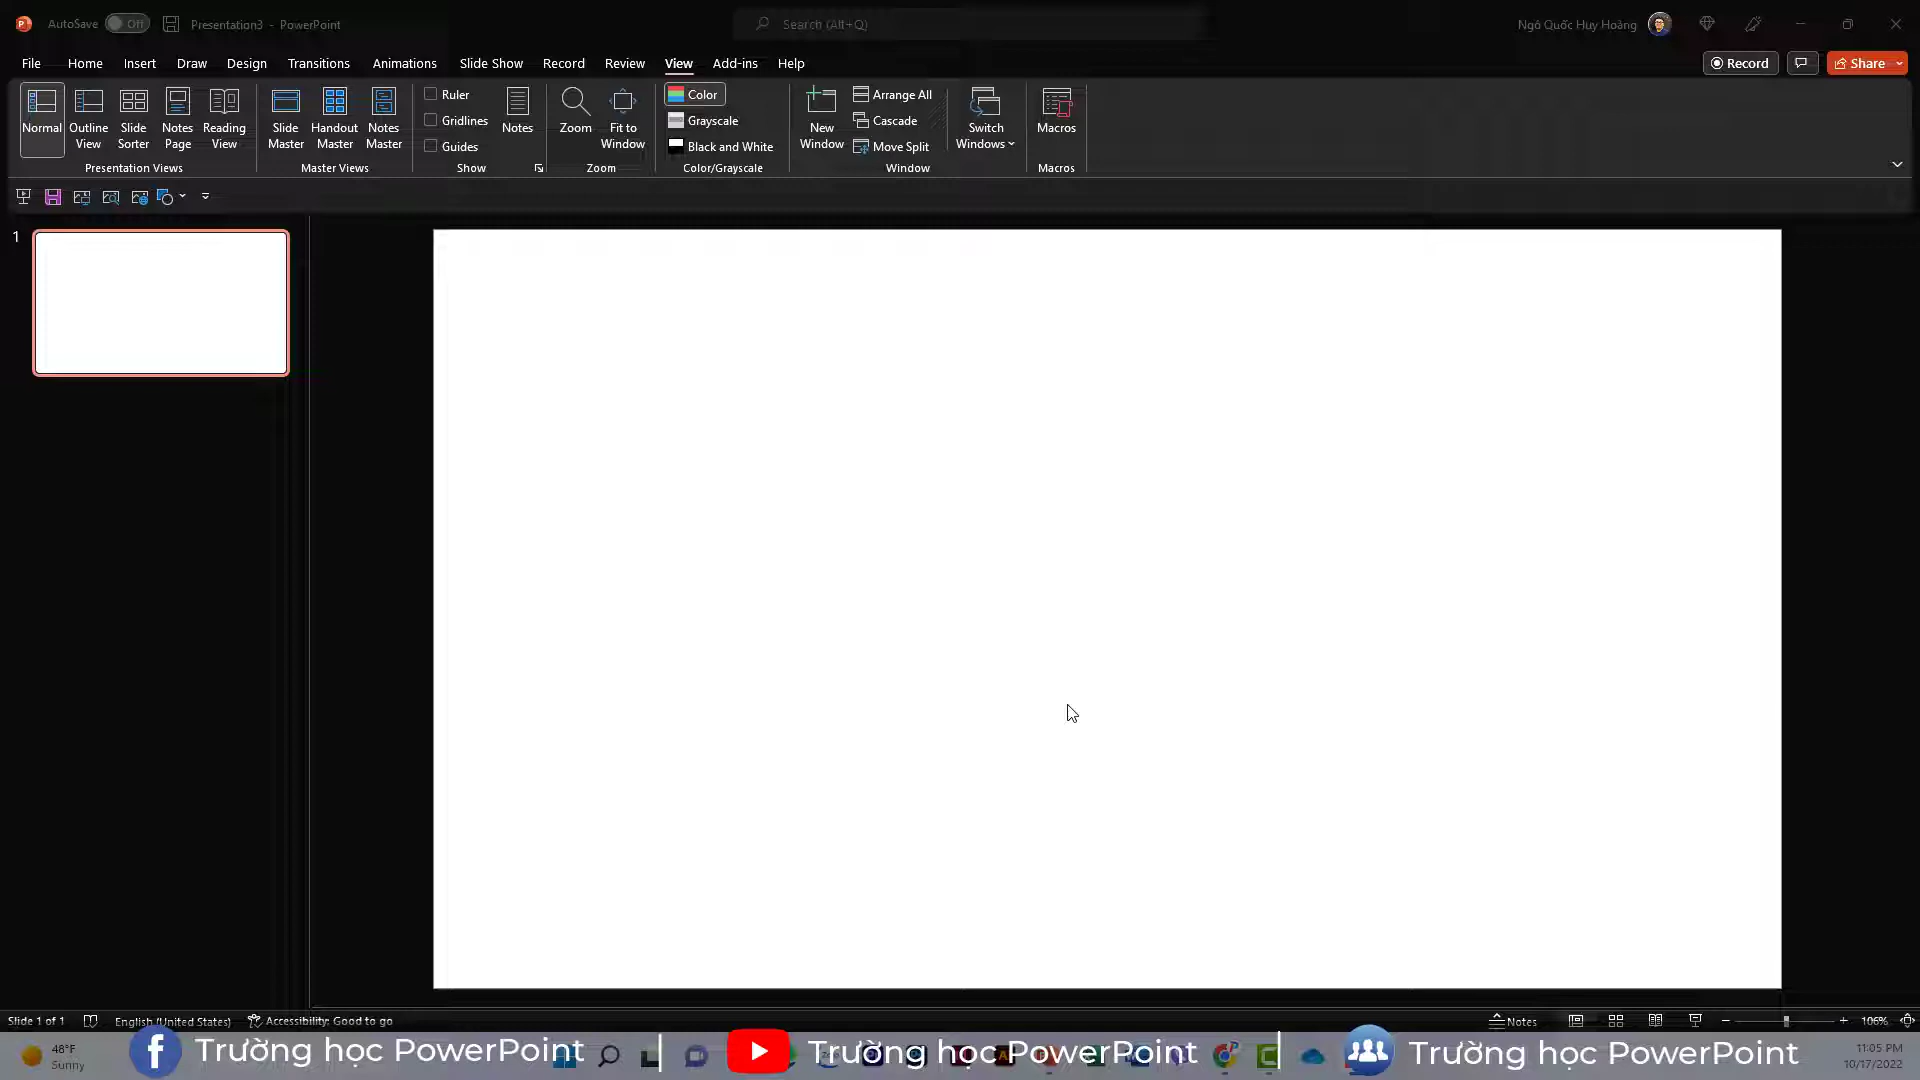 AutoSave Off Presentation3 - PowerPoint Search (Alt+Q) Ngô Quốc Huy Hoàng
File Home Insert Draw Design Transitions Animations Slide Show Record Review View Add-ins Help Record Share
Normal Outline View Slide Sorter Notes Page Reading View
Presentation Views
Slide Master Handout Master Notes Master
Master Views
Ruler
Gridlines
Guides
Notes
Show
Zoom Fit to Window
Zoom
Color
Grayscale
Black and White
Color/Grayscale
New Window
Arrange All
Cascade
Move Split
Switch Windows
Window
Macros
Macros
1
Slide 1 of 1 English (United States) Accessibility: Good to go Notes 106%
48°F
Sunny
Trường học PowerPoint | Trường học PowerPoint | Trường học PowerPoint
11:05 PM
10/17/2022